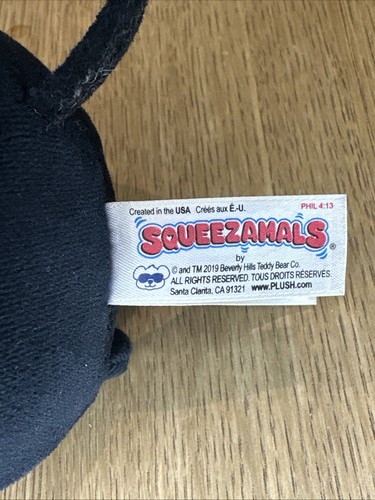 Created in the USA Créés aux É.-U. PHIL 4:13
SQUEEZAMALS®
by
© and TM 2019 Beverly Hills Teddy Bear Co.
ALL RIGHTS RESERVED. TOUS DROITS RÉSERVÉS.
Santa Clarita, CA 91321 www.PLUSH.com